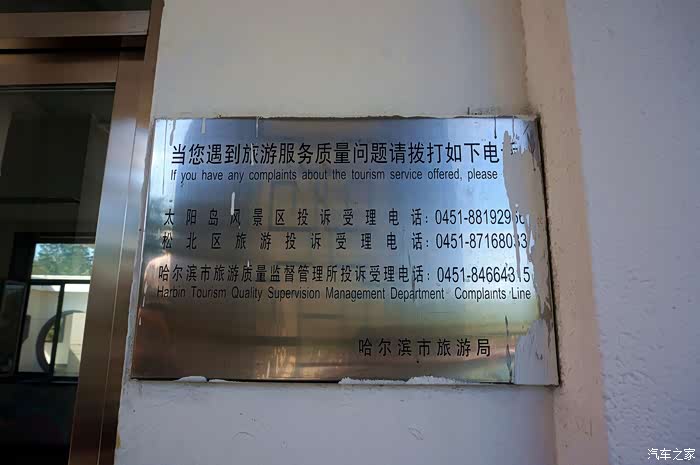 当您遇到旅游服务质量问题请拨打如下电
If you have any complaints about the tourism service offered, please
太阳岛风景区投诉受理电话：0451-881929
松北区旅游投诉受理电话：0451-87168033
哈尔滨市旅游质量监督管理所投诉受理电话：0451-84664315
Harbin Tourism Quality Supervision Management Department Complaints Line
哈尔滨市旅游局
汽车之家